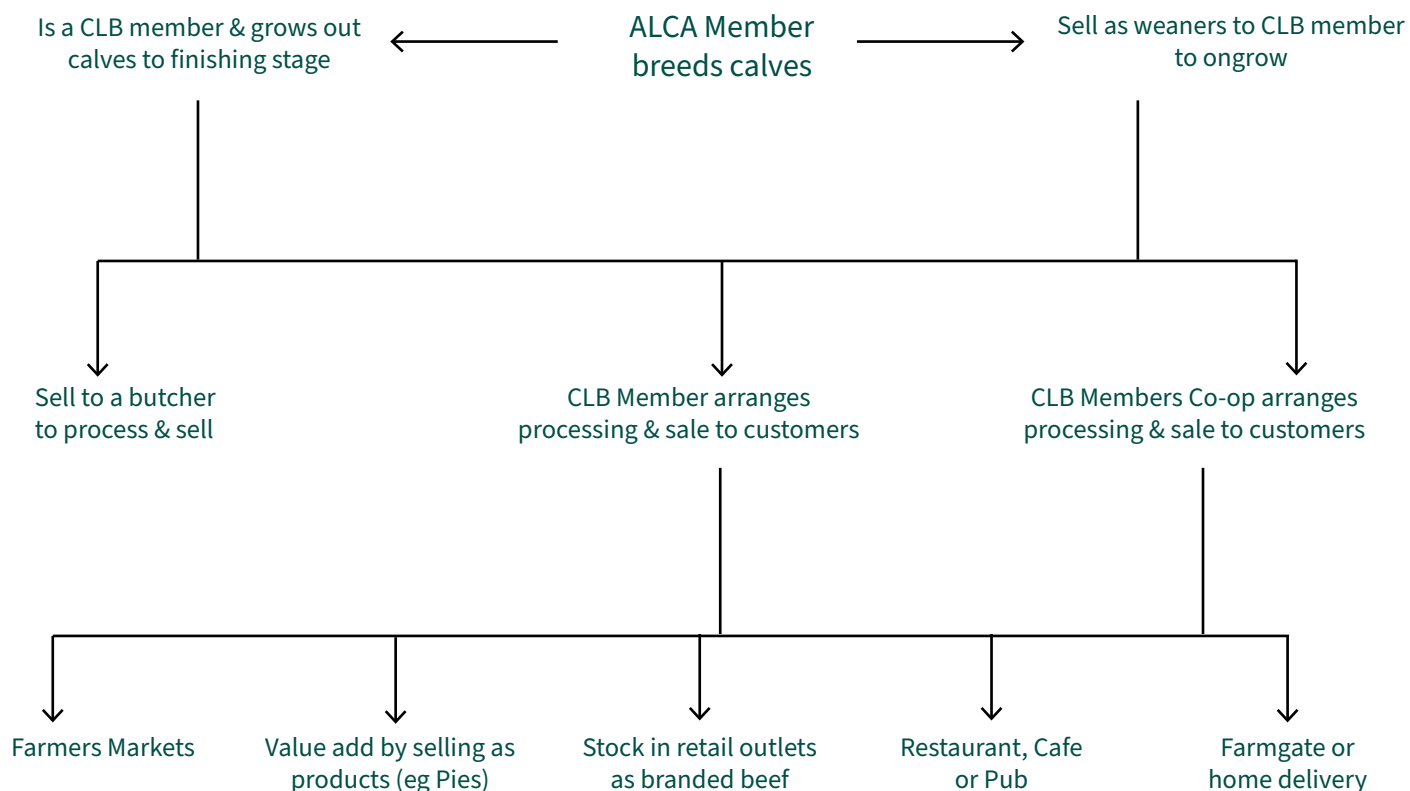 Is a CLB member & grows out
calves to finishing stage
ALCA Member
breeds calves
Sell as weaners to CLB member
to ongrow
Sell to a butcher
to process & sell
CLB Member arranges
processing & sale to customers
CLB Members Co-op arranges
processing & sale to customers
Farmers Markets
Value add by selling as
products (eg Pies)
Stock in retail outlets
as branded beef
Restaurant, Cafe
or Pub
Farmgate or
home delivery